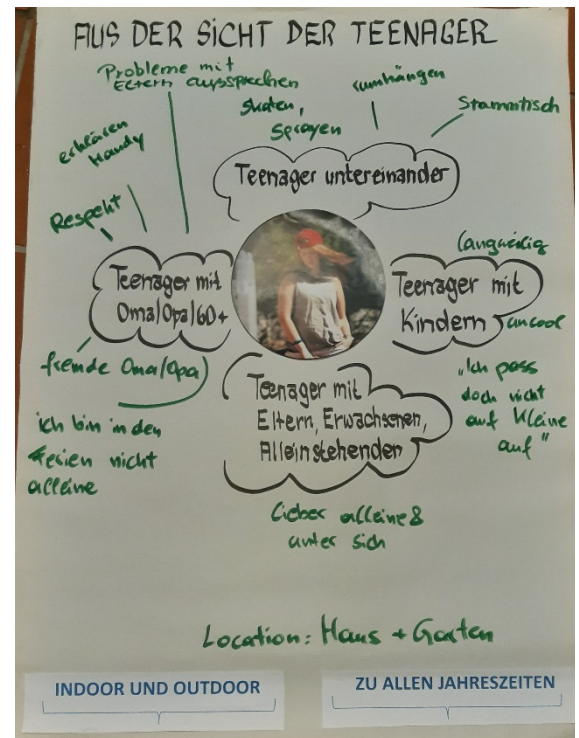 AUS DER SICHT DER TEENAGER
Probleme mit
Eltern aussprechen
Skaten,
Sprayen
rumhängen
Stammtisch
erklären
Handy
Respekt
Teenager untereinander
Teenager mit
Oma/Opa/60+
langweilig
Teenager mit
Kindern
uncool
fremde Oma/Opa)
ich bin in den
Ferien nicht
alleine
Teenager mit
Eltern, Erwachsenen,
Alleinstehenden
„Ich pass
doch nicht
auf Kleine
auf"
Lieber alleine &
unter sich
Location: Haus + Garten
INDOOR UND OUTDOOR
ZU ALLEN JAHRESZEITEN